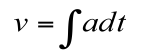 v = ∫adt